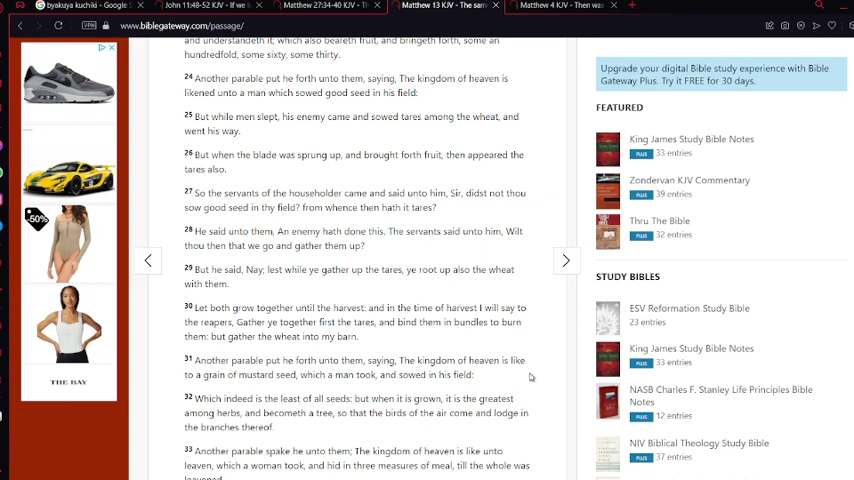 byakuya kuchiki - Google S
John 11:48-52 KJV - If we l
Matthew 27:34-40 KJV - Th
Matthew 13 KJV - The same
Matthew 4 KJV - Then was
VPN
www.biblegateway.com/passage/
and understandeth it; which also beareth fruit, and bringeth forth, some an
hundredfold, some sixty, some thirty.
24 Another parable put he forth unto them, saying, The kingdom of heaven is
likened unto a man which sowed good seed in his field:
25 But while men slept, his enemy came and sowed tares among the wheat, and
went his way.
26 But when the blade was sprung up, and brought forth fruit, then appeared the
tares also.
27 So the servants of the householder came and said unto him, Sir, didst not thou
sow good seed in thy field? from whence then hath it tares?
28 He said unto them, An enemy hath done this. The servants said unto him, Wilt
thou then that we go and gather them up?
29 But he said, Nay; lest while ye gather up the tares, ye root up also the wheat
with them.
30 Let both grow together until the harvest: and in the time of harvest I will say to
the reapers, Gather ye together first the tares, and bind them in bundles to burn
them: but gather the wheat into my barn.
31 Another parable put he forth unto them, saying, The kingdom of heaven is like
to a grain of mustard seed, which a man took, and sowed in his field:
32 Which indeed is the least of all seeds: but when it is grown, it is the greatest
among herbs, and becometh a tree, so that the birds of the air come and lodge in
the branches thereof.
33 Another parable spake he unto them; The kingdom of heaven is like unto
leaven, which a woman took, and hid in three measures of meal, till the whole was
leavened.
-50%
THE BAY
Upgrade your digital Bible study experience with Bible
Gateway Plus. Try it FREE for 30 days.
FEATURED
King James Study Bible Notes
PLUS 33 entries
Zondervan KJV Commentary
PLUS 39 entries
Thru The Bible
PLUS 32 entries
STUDY BIBLES
ESV Reformation Study Bible
23 entries
King James Study Bible Notes
PLUS 33 entries
NASB Charles F. Stanley Life Principles Bible
Notes
PLUS 12 entries
NIV Biblical Theology Study Bible
PLUS 37 entries